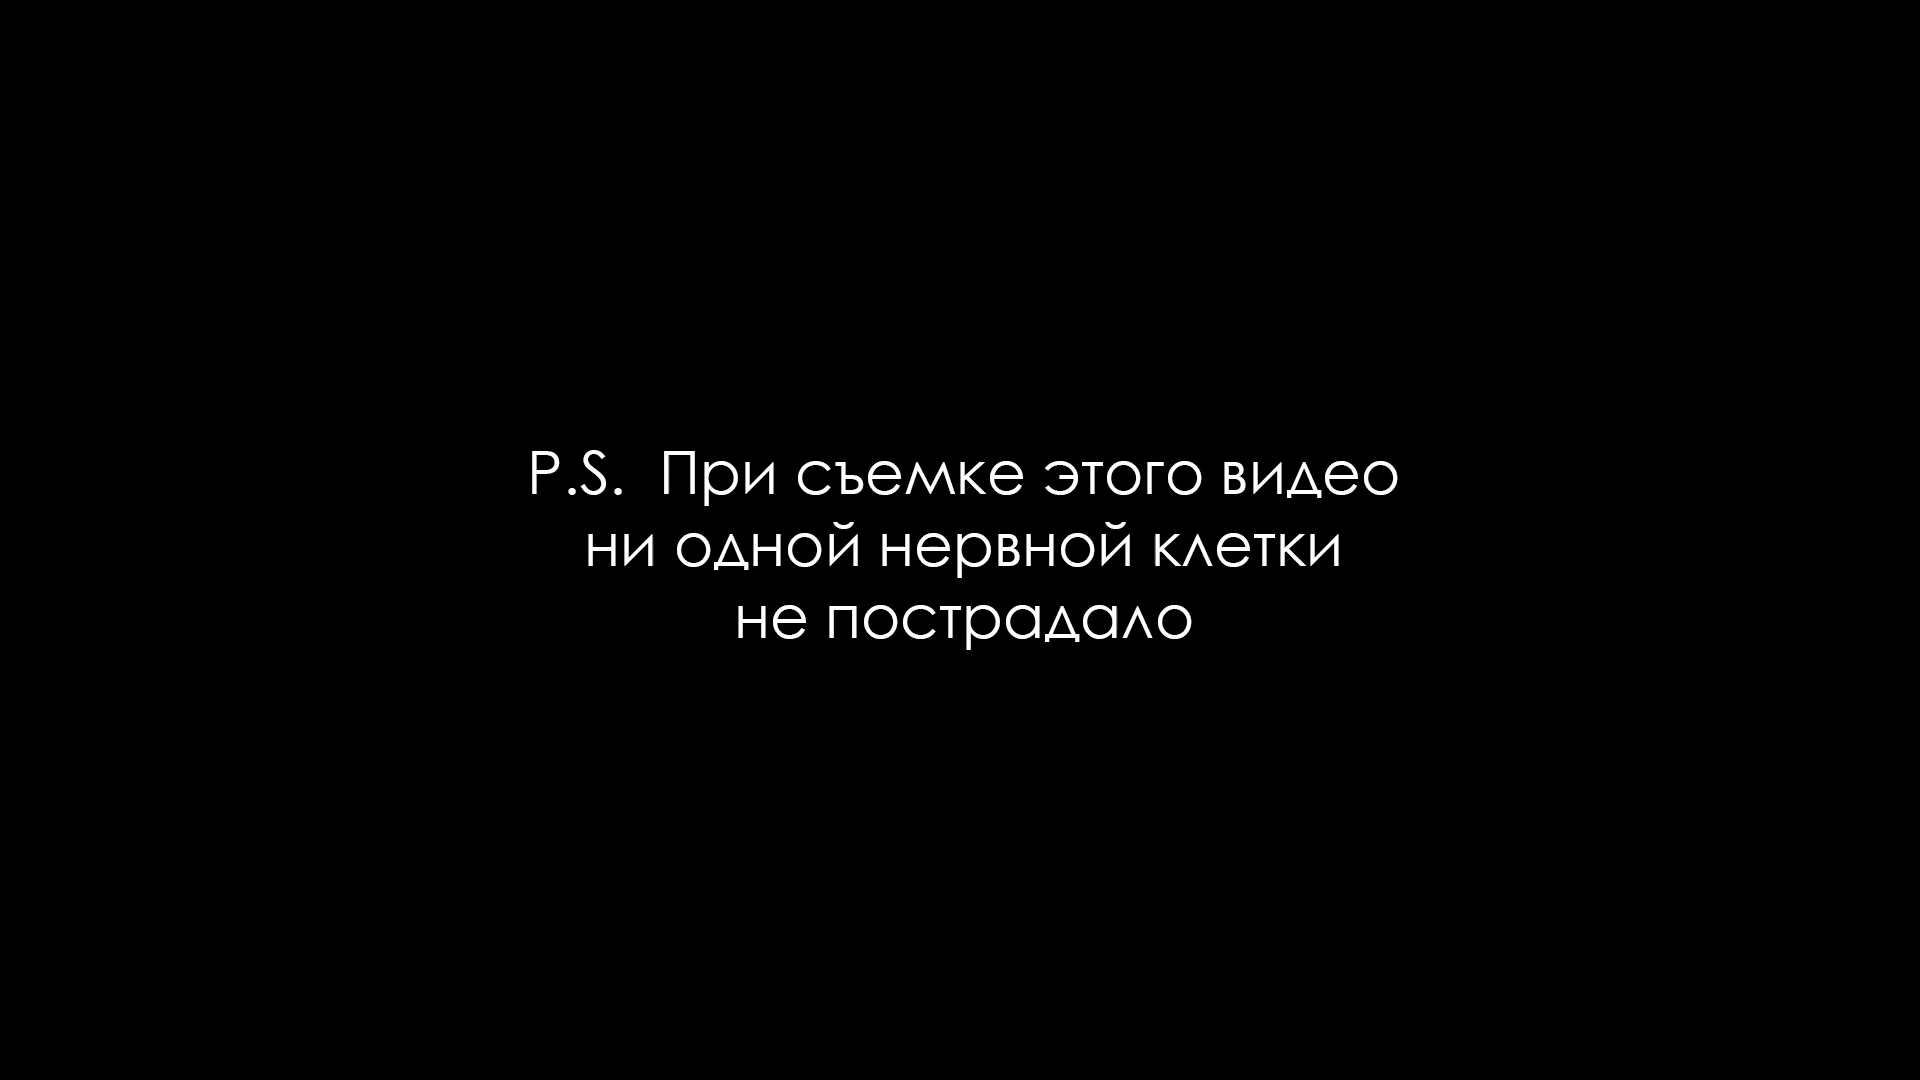 P.S.  При съемке этого видео
ни одной нервной клетки
не пострадало